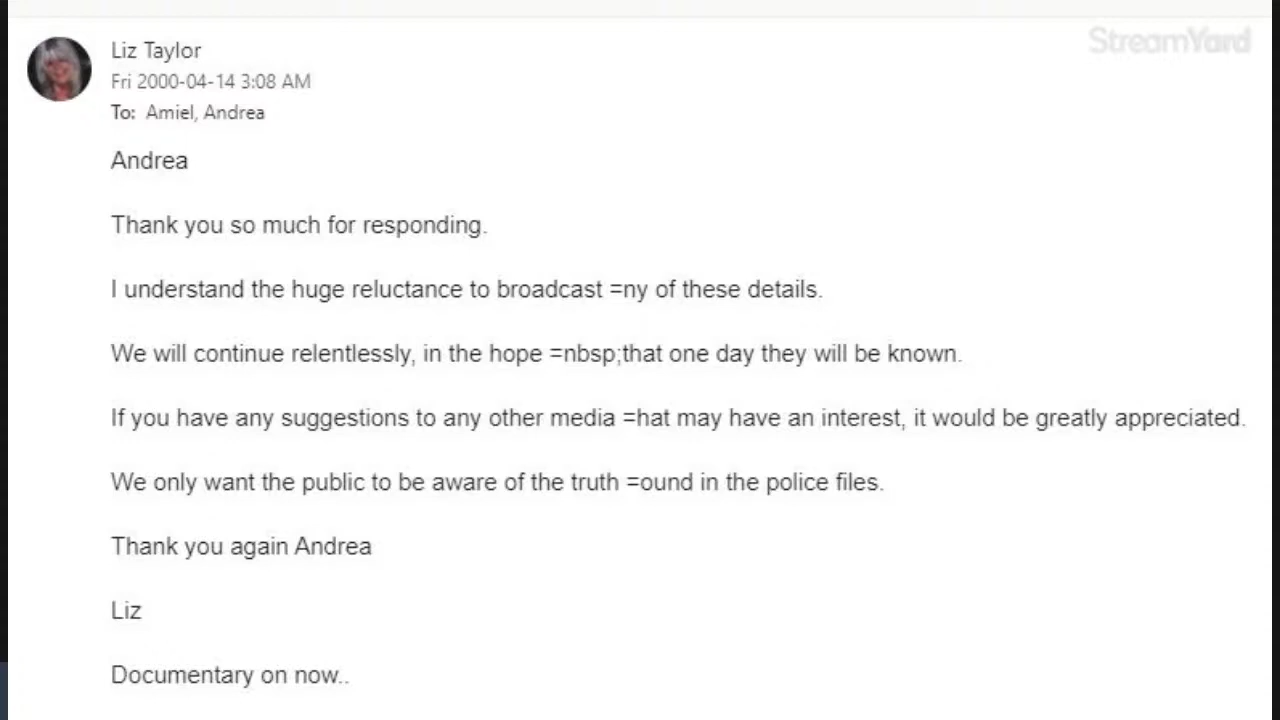 StreamYard
Liz Taylor
Fri 2000-04-14 3:08 AM
To: Amiel, Andrea
Andrea
Thank you so much for responding.
I understand the huge reluctance to broadcast =ny of these details.
We will continue relentlessly, in the hope =nbsp;that one day they will be known.
If you have any suggestions to any other media =hat may have an interest, it would be greatly appreciated.
We only want the public to be aware of the truth =ound in the police files.
Thank you again Andrea
Liz
Documentary on now..